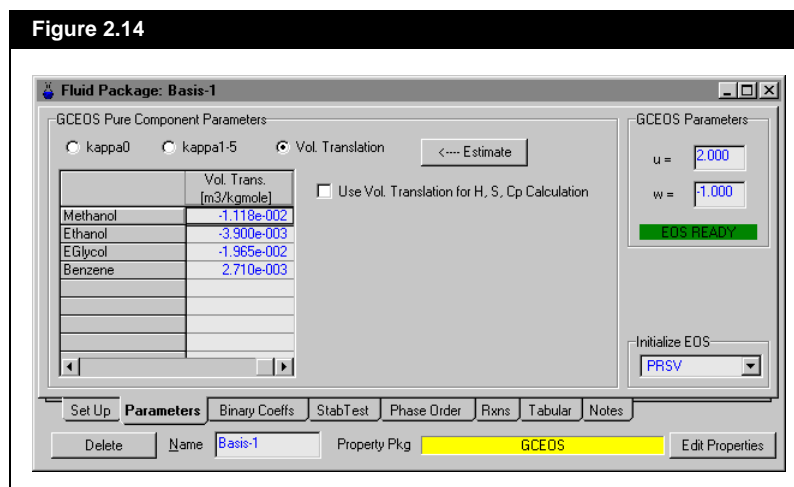 Figure 2.14
Fluid Package: Basis-1
GCEOS Pure Component Parameters
kappa0 kappa1-5 Vol. Translation <---- Estimate
Vol. Trans.
[m3/kgmole]
Use Vol. Translation for H, S, Cp Calculation
Methanol -1.118e-002
Ethanol -3.900e-003
EGlycol -1.965e-002
Benzene 2.710e-003
GCEOS Parameters
u = 2.000
w = -1.000
EOS READY
Initialize EOS
PRSV
Set Up Parameters Binary Coeffs StabTest Phase Order Rxns Tabular Notes
Delete Name Basis-1 Property Pkg GCEOS Edit Properties